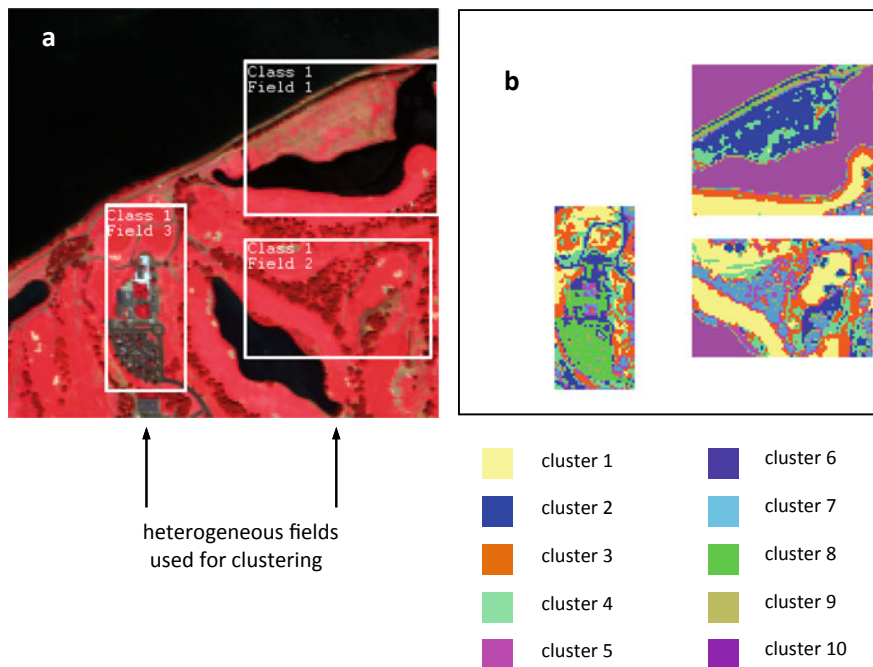 a
Class 1
Field 1
Class 1
Field 3
Class 1
Field 2
b
heterogeneous fields
used for clustering
cluster 1
cluster 2
cluster 3
cluster 4
cluster 5
cluster 6
cluster 7
cluster 8
cluster 9
cluster 10